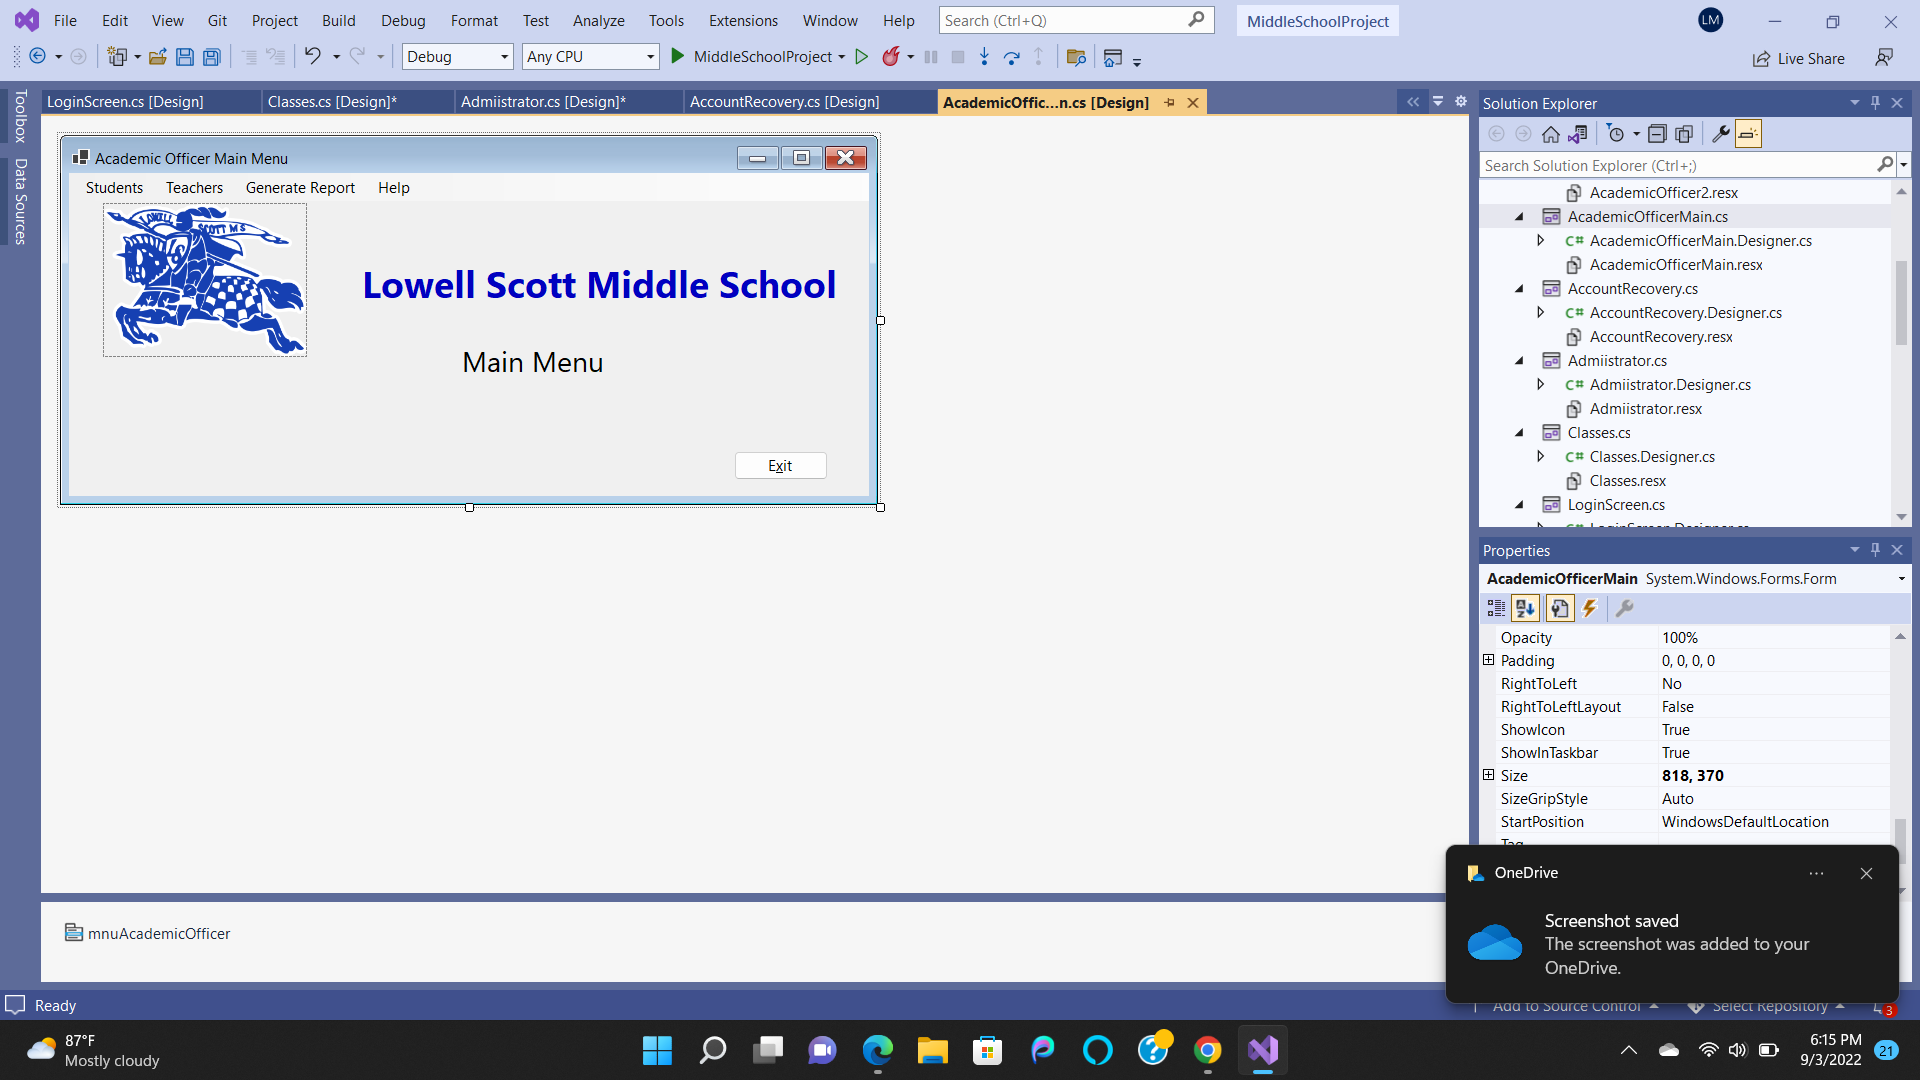 File Edit View Git Project Build Debug Format Test Analyze Tools Extensions Window Help Search (Ctrl+Q) MiddleSchoolProject LM
Debug Any CPU MiddleSchoolProject Live Share
Toolbox
Data Sources
LoginScreen.cs [Design] Classes.cs [Design]* Admiistrator.cs [Design]* AccountRecovery.cs [Design] AcademicOffic...n.cs [Design]
Academic Officer Main Menu
Students Teachers Generate Report Help
LOWELL SCOTT M S
Lowell Scott Middle School
Main Menu
Exit
mnuAcademicOfficer
Solution Explorer
Search Solution Explorer (Ctrl+;)
AcademicOfficer2.resx
AcademicOfficerMain.cs
C# AcademicOfficerMain.Designer.cs
AcademicOfficerMain.resx
AccountRecovery.cs
C# AccountRecovery.Designer.cs
AccountRecovery.resx
Admiistrator.cs
C# Admiistrator.Designer.cs
Admiistrator.resx
Classes.cs
C# Classes.Designer.cs
Classes.resx
LoginScreen.cs
C# LoginScreen.Designer.cs
Properties
AcademicOfficerMain System.Windows.Forms.Form
Opacity 100%
Padding 0, 0, 0, 0
RightToLeft No
RightToLeftLayout False
ShowIcon True
ShowInTaskbar True
Size 818, 370
SizeGripStyle Auto
StartPosition WindowsDefaultLocation
Tag
OneDrive
Screenshot saved
The screenshot was added to your
OneDrive.
Ready Add to Source Control Select Repository 3
87°F
Mostly cloudy
6:15 PM
9/3/2022 21